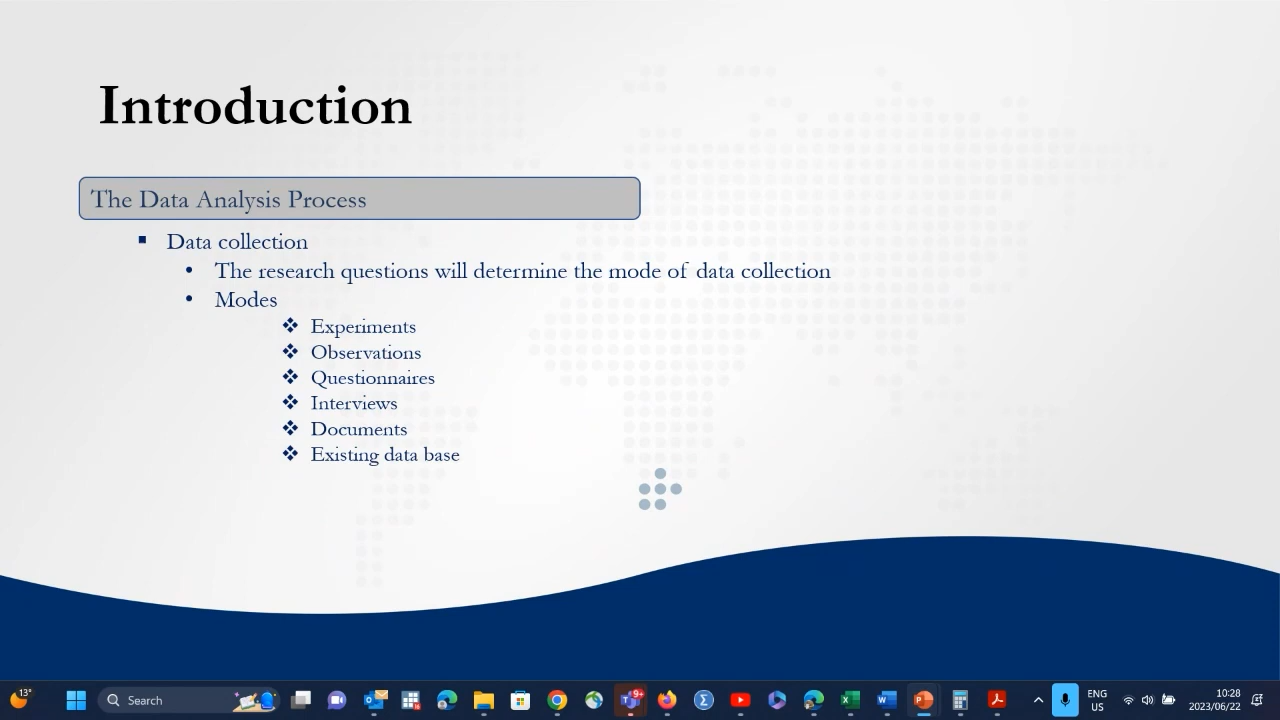 Introduction
The Data Analysis Process
Data collection
The research questions will determine the mode of data collection
Modes
Experiments
Observations
Questionnaires
Interviews
Documents
Existing data base
13°
Search
9+
ENG
US
10:28
2023/06/22